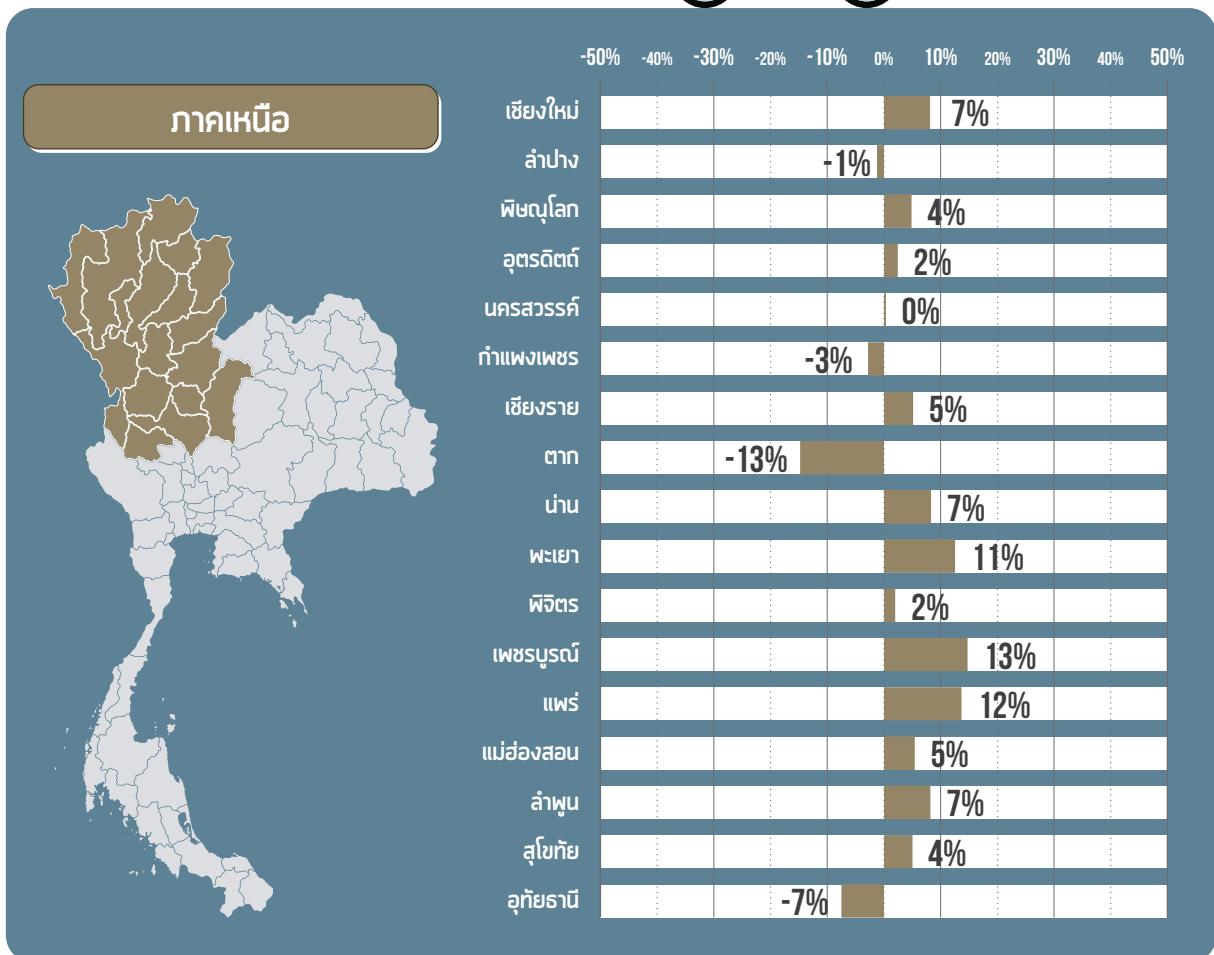 -50% -40% -30% -20% -10% 0% 10% 20% 30% 40% 50%
ภาคเหนือ
เชียงใหม่ 7%
ลำปาง -1%
พิษณุโลก 4%
อุตรดิตถ์ 2%
นครสวรรค์ 0%
กำแพงเพชร -3%
เชียงราย 5%
ตาก -13%
น่าน 7%
พะเยา 11%
พิจิตร 2%
เพชรบูรณ์ 13%
แพร่ 12%
แม่ฮ่องสอน 5%
ลำพูน 7%
สุโขทัย 4%
อุทัยธานี -7%